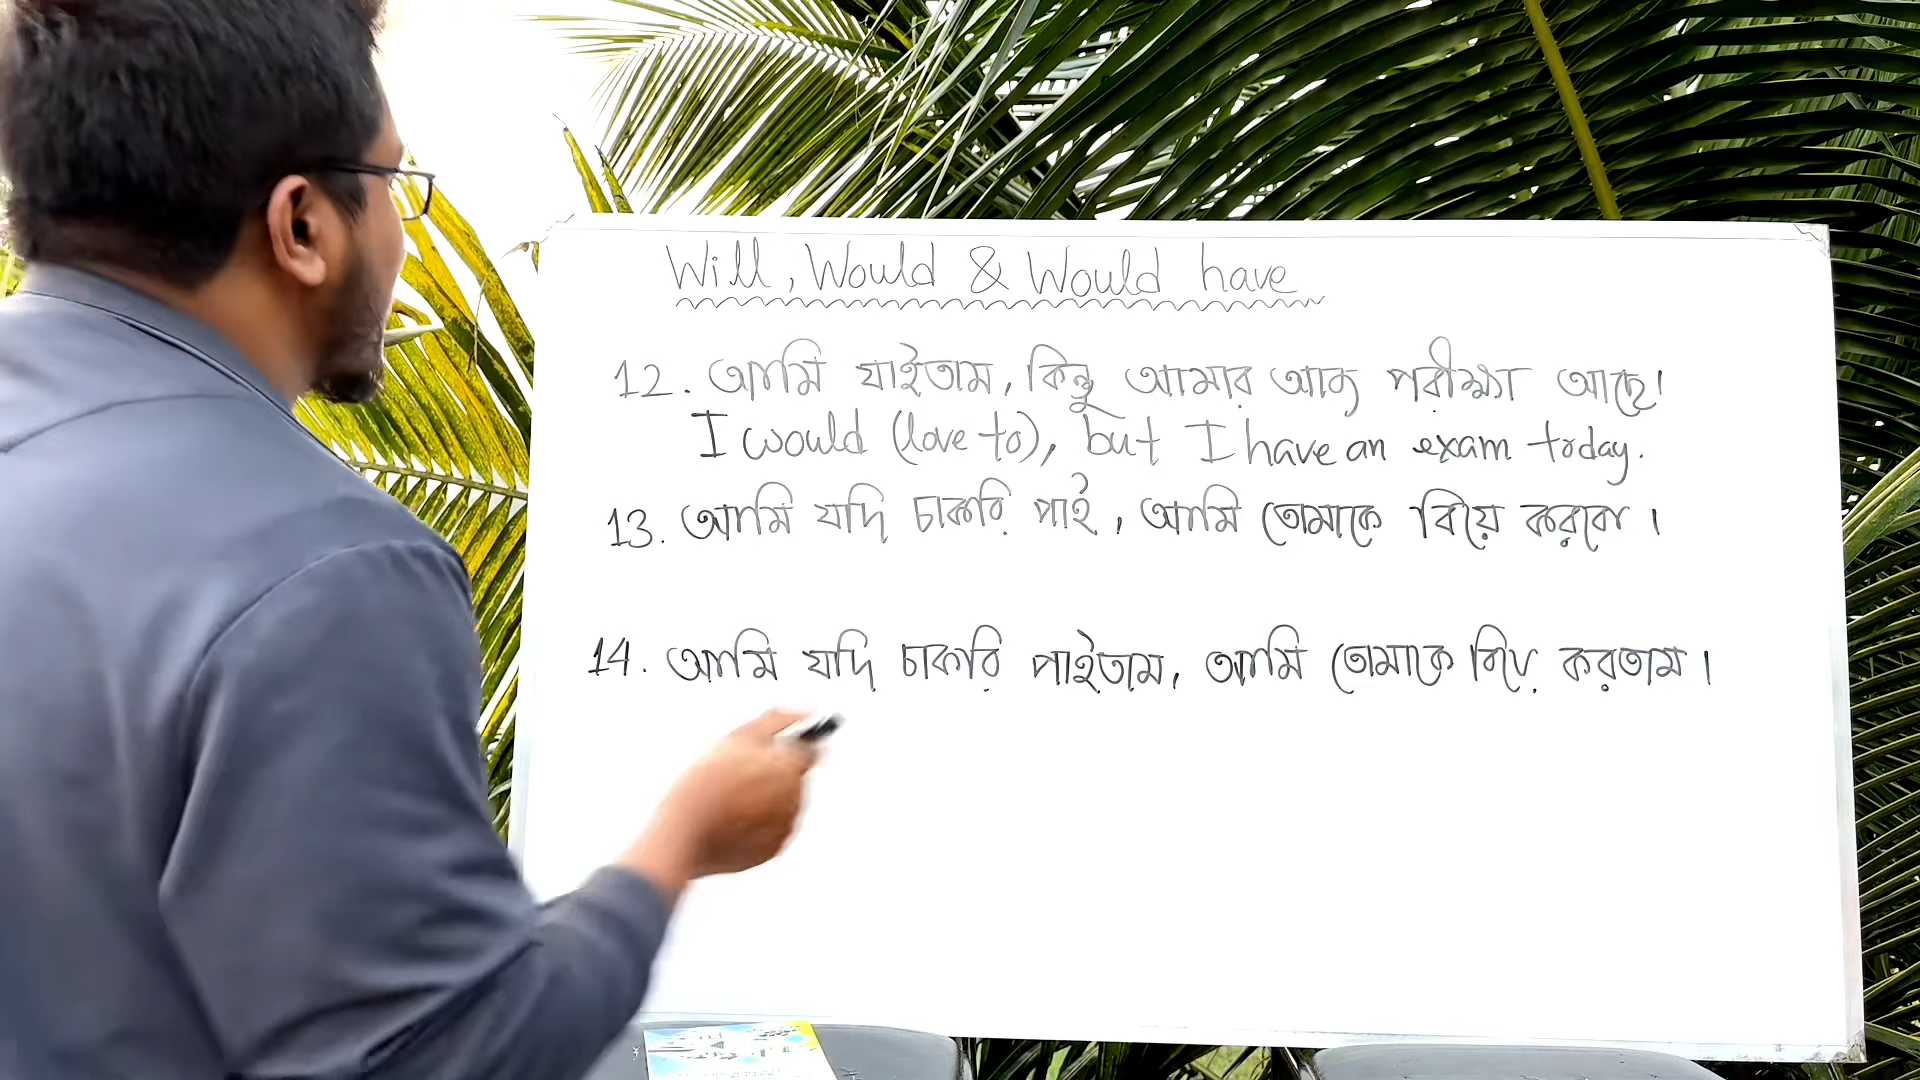 Will, Would & Would have
12. আমি যাইতাম, কিন্তু আমার আজ পরীক্ষা আছে।
I would (love to), but I have an exam today.
13. আমি যদি চাকরি পাই, আমি তোমাকে বিয়ে করবো।
14. আমি যদি চাকরি পাইতাম, আমি তোমাকে বিয়ে করতাম।